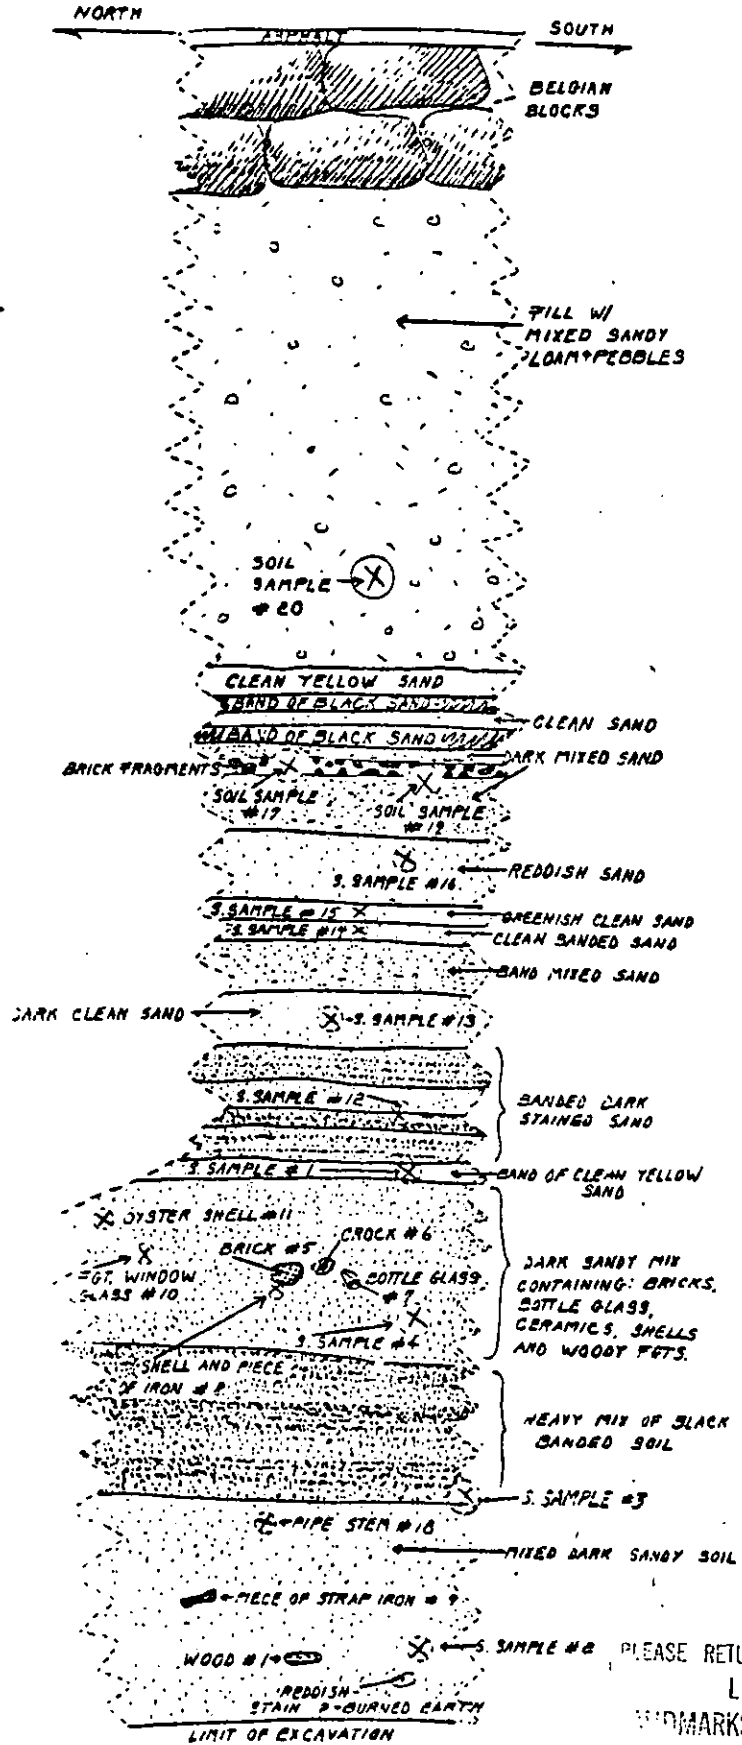 NORTH
SOUTH
ASPHALT
BELGIAN
BLOCKS
FILL W/
MIXED SANDY
LOAM+PEBBLES
SOIL
SAMPLE
# 20
CLEAN YELLOW SAND
BAND OF BLACK SAND
CLEAN SAND
BAND OF BLACK SAND
DARK MIXED SAND
BRICK FRAGMENTS
SOIL SAMPLE
#17
SOIL SAMPLE
REDDISH SAND
S. SAMPLE #16
S. SAMPLE # 15
GREENISH CLEAN SAND
S. SAMPLE #14
CLEAN BANDED SAND
BAND MIXED SAND
DARK CLEAN SAND
S. SAMPLE #13
S. SAMPLE #12
BANDED DARK
STAINED SAND
S. SAMPLE # 1
BAND OF CLEAN YELLOW
SAND
OYSTER SHELL #11
CROCK #6
BRICK #5
FGT. WINDOW
GLASS #10
BOTTLE GLASS
#7
S. SAMPLE #4
SHELL AND PIECE
OF IRON
DARK SANDY MIX
CONTAINING: BRICKS,
BOTTLE GLASS,
CERAMICS, SHELLS
AND WOODY FGTS.
HEAVY MIX OF BLACK
BANDED SOIL
S. SAMPLE #3
PIPE STEM #18
MIXED DARK SANDY SOIL
PIECE OF STRAP IRON # 9
WOOD #1
S. SAMPLE
REDDISH
STAIN BURNED EARTH
LIMIT OF EXCAVATION
PLEASE RETU
L
DMARKS